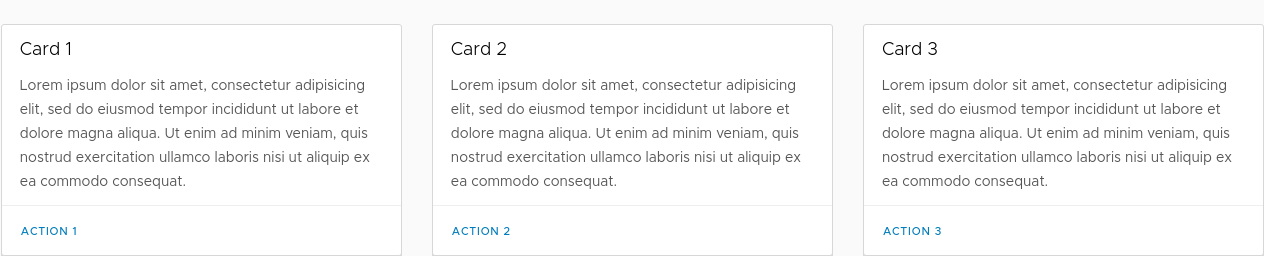 Card 1
Lorem ipsum dolor sit amet, consectetur adipisicing
elit, sed do eiusmod tempor incididunt ut labore et
dolore magna aliqua. Ut enim ad minim veniam, quis
nostrud exercitation ullamco laboris nisi ut aliquip ex
ea commodo consequat.
ACTION 1
Card 2
Lorem ipsum dolor sit amet, consectetur adipisicing
elit, sed do eiusmod tempor incididunt ut labore et
dolore magna aliqua. Ut enim ad minim veniam, quis
nostrud exercitation ullamco laboris nisi ut aliquip ex
ea commodo consequat.
ACTION 2
Card 3
Lorem ipsum dolor sit amet, consectetur adipisicing
elit, sed do eiusmod tempor incididunt ut labore et
dolore magna aliqua. Ut enim ad minim veniam, quis
nostrud exercitation ullamco laboris nisi ut aliquip ex
ea commodo consequat.
ACTION 3